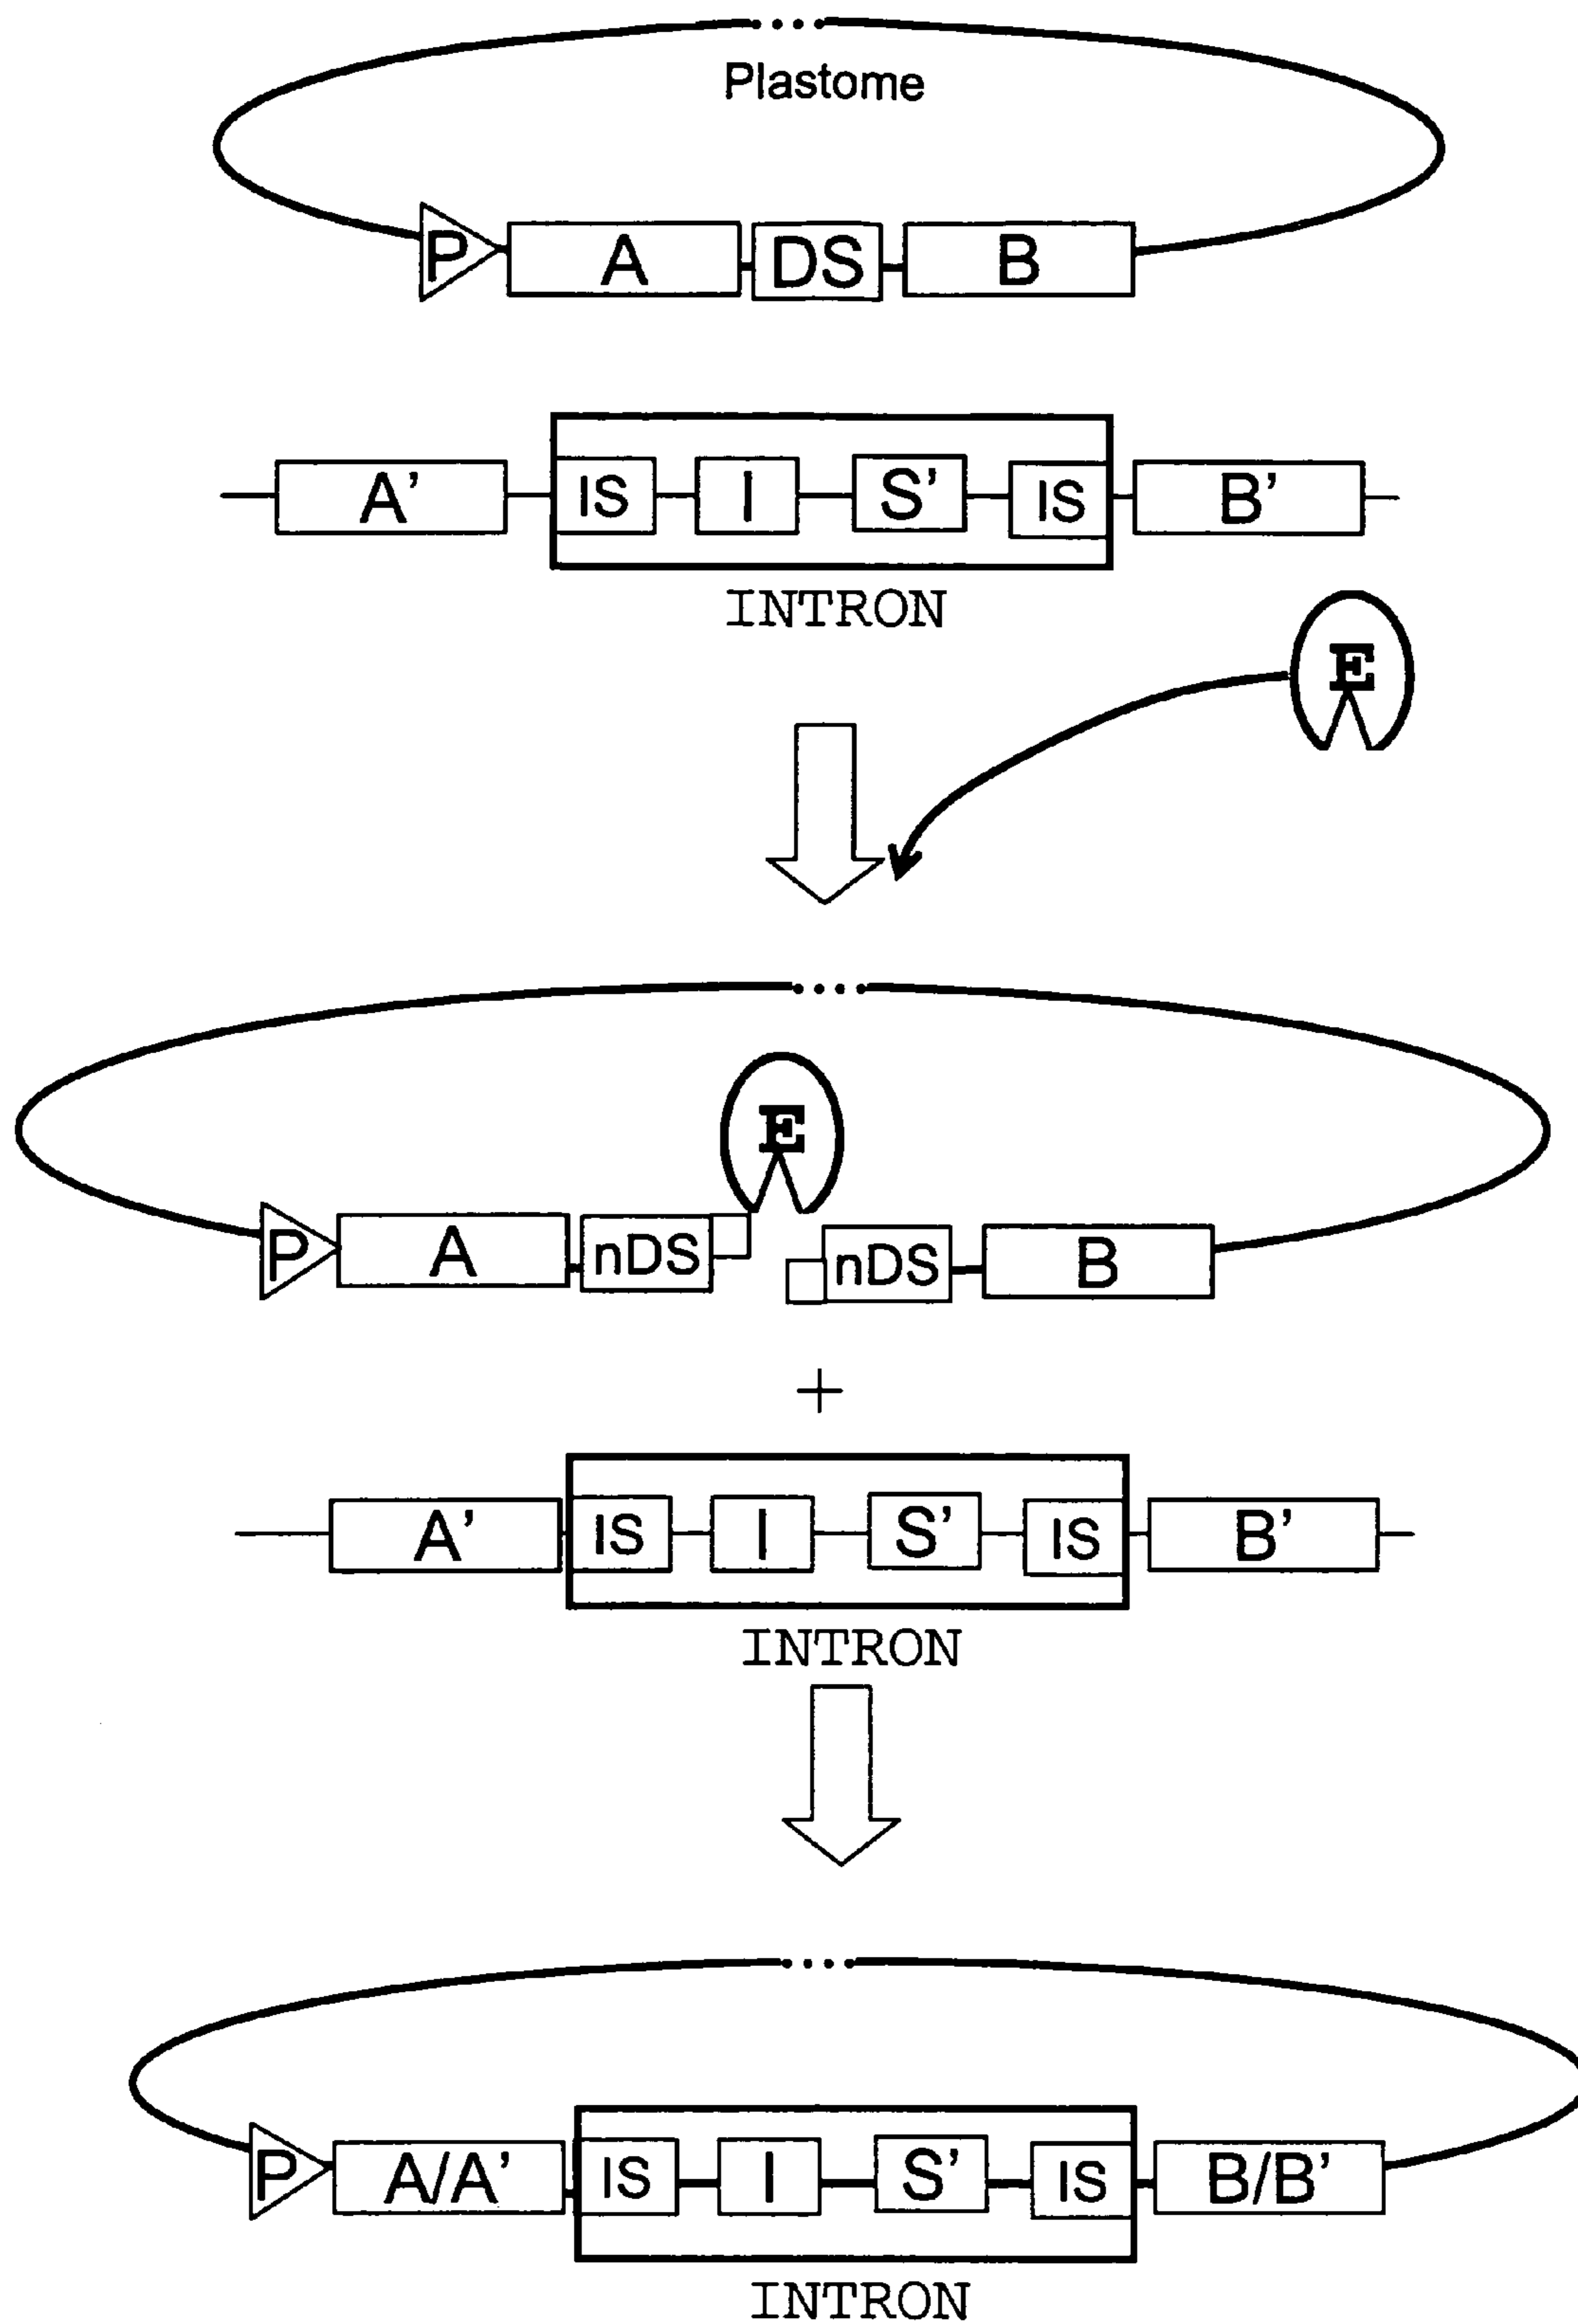 Plastome
P A DS B
A' IS I S' IS B'
INTRON
E
E
P A nDS nDS B
+
A' IS I S' IS B'
INTRON
P A/A' IS I S' IS B/B'
INTRON